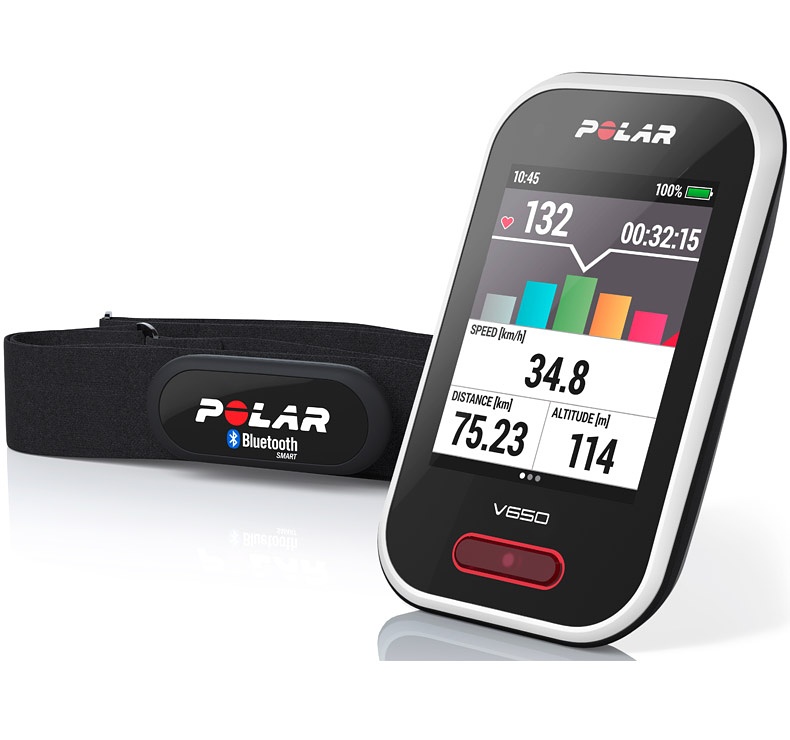 POLAR
10:45 100%
132 00:32:15
SPEED [km/h]
34.8
DISTANCE [km] ALTITUDE [m]
75.23 114
V650
POLAR
Bluetooth
SMART